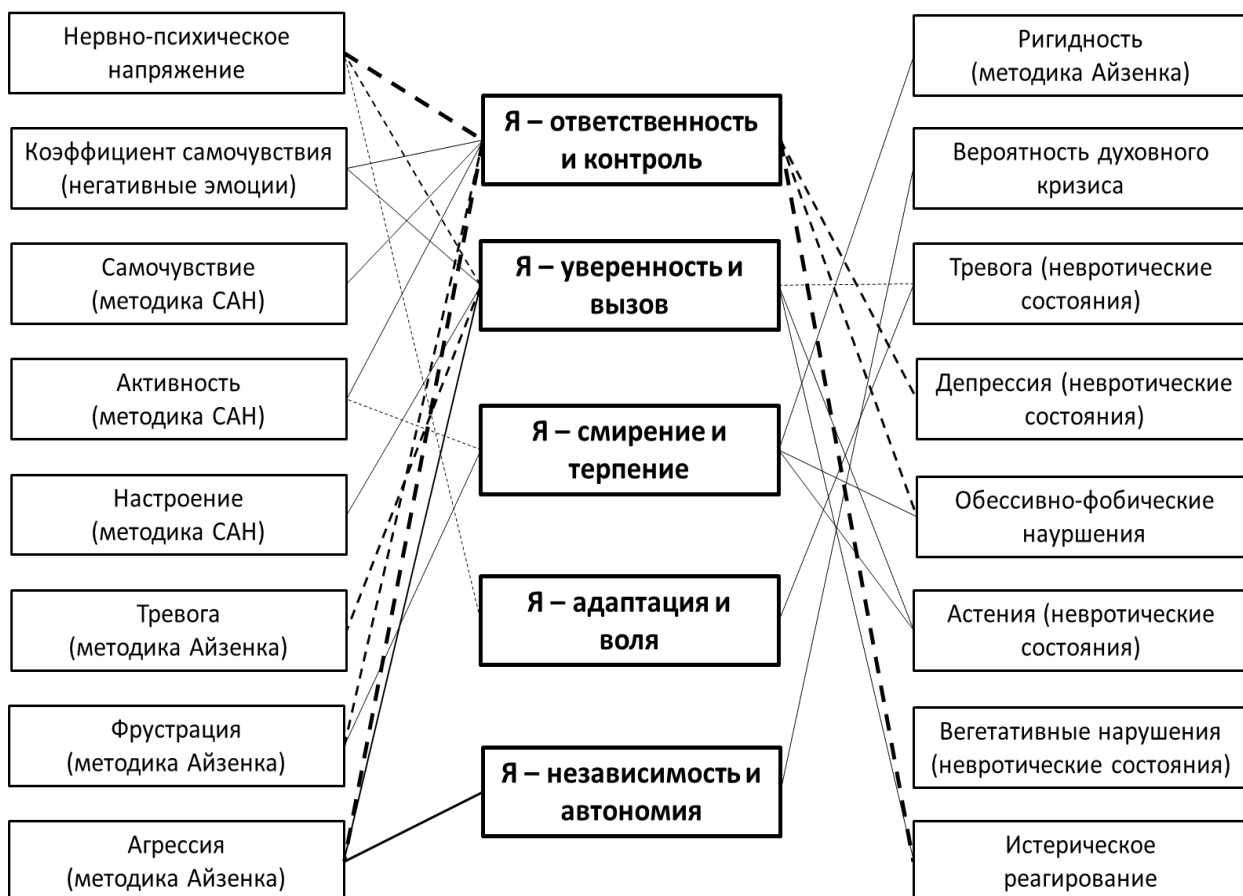 Нервно-психическое
напряжение
Коэффициент самочувствия
(негативные эмоции)
Самочувствие
(методика САН)
Активность
(методика САН)
Настроение
(методика САН)
Тревога
(методика Айзенка)
Фрустрация
(методика Айзенка)
Агрессия
(методика Айзенка)
Я – ответственность
и контроль
Я – уверенность и
вызов
Я – смирение и
терпение
Я – адаптация и
воля
Я – независимость и
автономия
Ригидность
(методика Айзенка)
Вероятность духовного
кризиса
Тревога (невротические
состояния)
Депрессия (невротические
состояния)
Обессивно-фобические
науршения
Астения (невротические
состояния)
Вегетативные нарушения
(невротические состояния)
Истерическое
реагирование